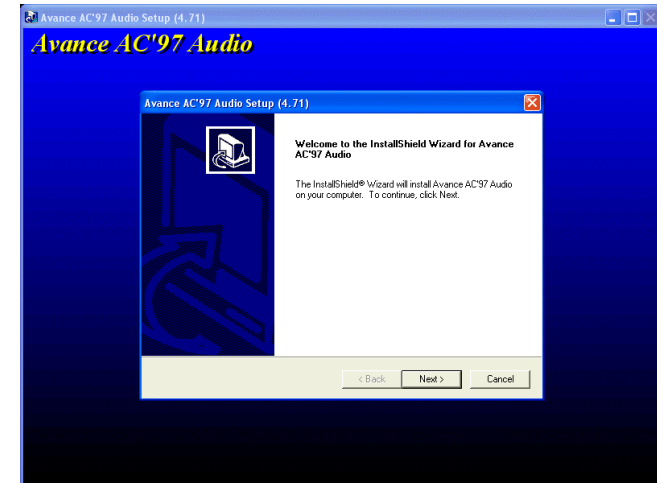 Avance AC'97 Audio Setup (4.71)
Avance AC'97 Audio
Avance AC'97 Audio Setup (4.71)
Welcome to the InstallShield Wizard for Avance
AC'97 Audio
The InstallShield® Wizard will install Avance AC'97 Audio
on your computer. To continue, click Next.
< Back Next > Cancel